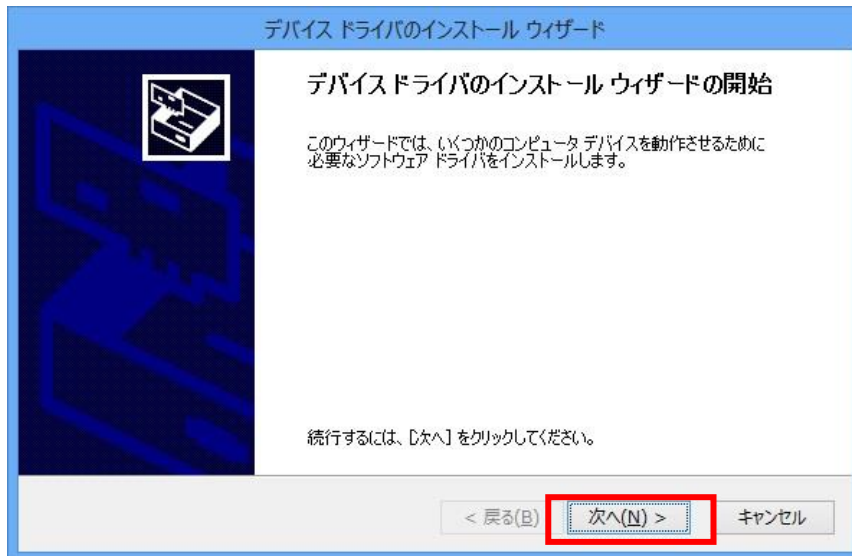 デバイス ドライバのインストール ウィザード
デバイス ドライバのインストール ウィザードの開始
このウィザードでは、いくつかのコンピュータ デバイスを動作させるために
必要なソフトウェア ドライバをインストールします。
続行するには、[次へ] をクリックしてください。
< 戻る(B) 次へ(N) > キャンセル